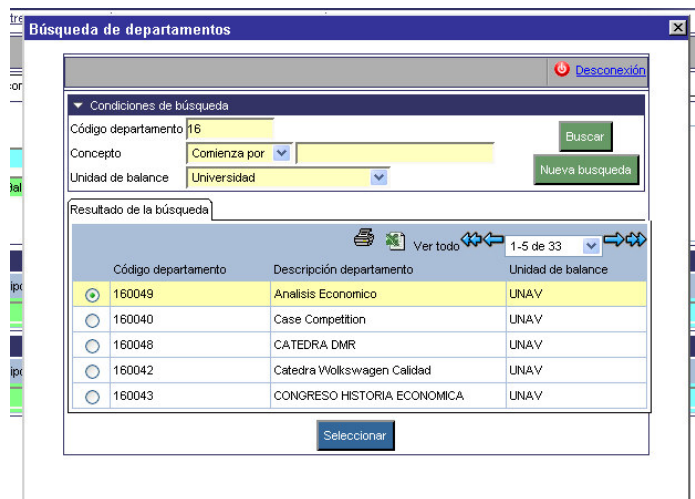 Búsqueda de departamentos
Desconexión
Condiciones de búsqueda
Código departamento 16
Buscar
Concepto Comienza por
Nueva busqueda
Unidad de balance Universidad
Resultado de la búsqueda
Ver todo 1-5 de 33
Código departamento Descripción departamento Unidad de balance
160049 Analisis Economico UNAV
160040 Case Competition UNAV
160048 CATEDRA DMR UNAV
160042 Catedra Wolkswagen Calidad UNAV
160043 CONGRESO HISTORIA ECONOMICA UNAV
Seleccionar